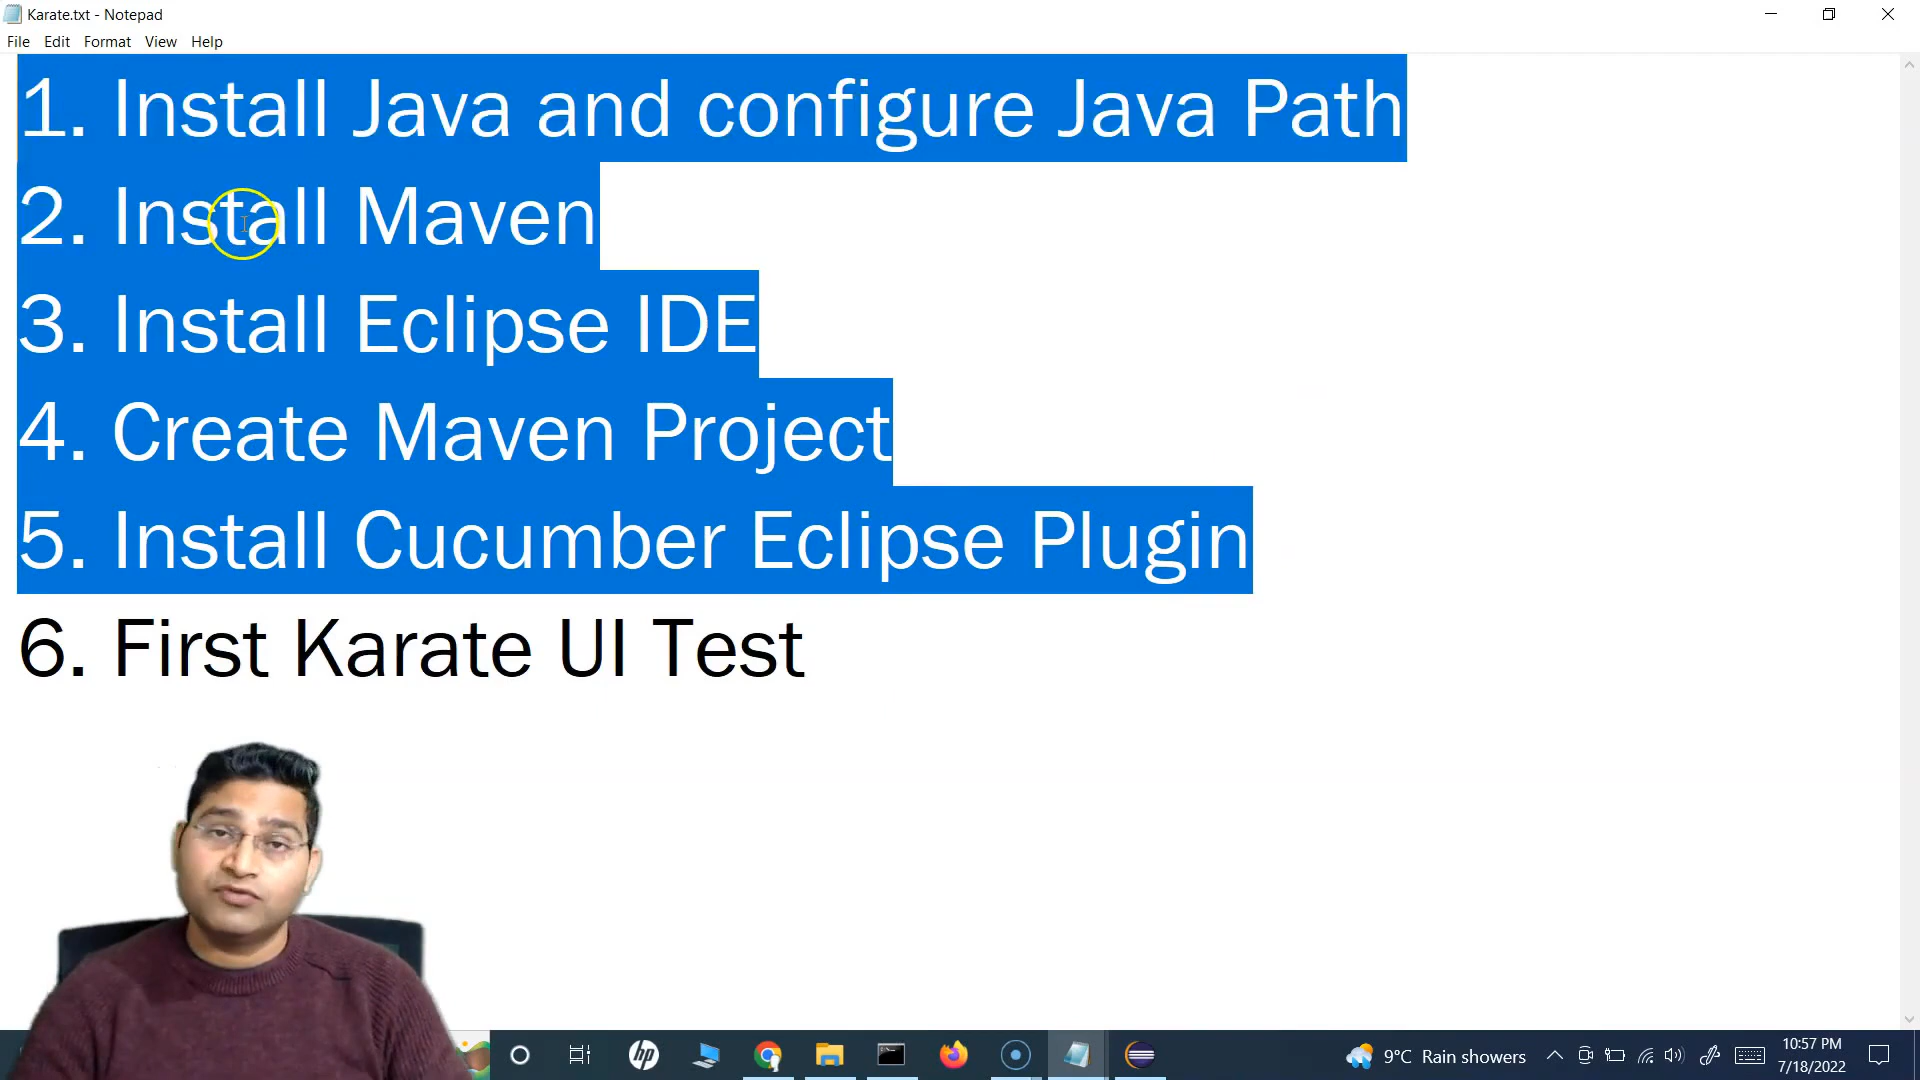 Karate.txt - Notepad
File Edit Format View Help
1. Install Java and configure Java Path
2. Install Maven
3. Install Eclipse IDE
4. Create Maven Project
5. Install Cucumber Eclipse Plugin
6. First Karate UI Test
hp
9°C Rain showers
10:57 PM
7/18/2022